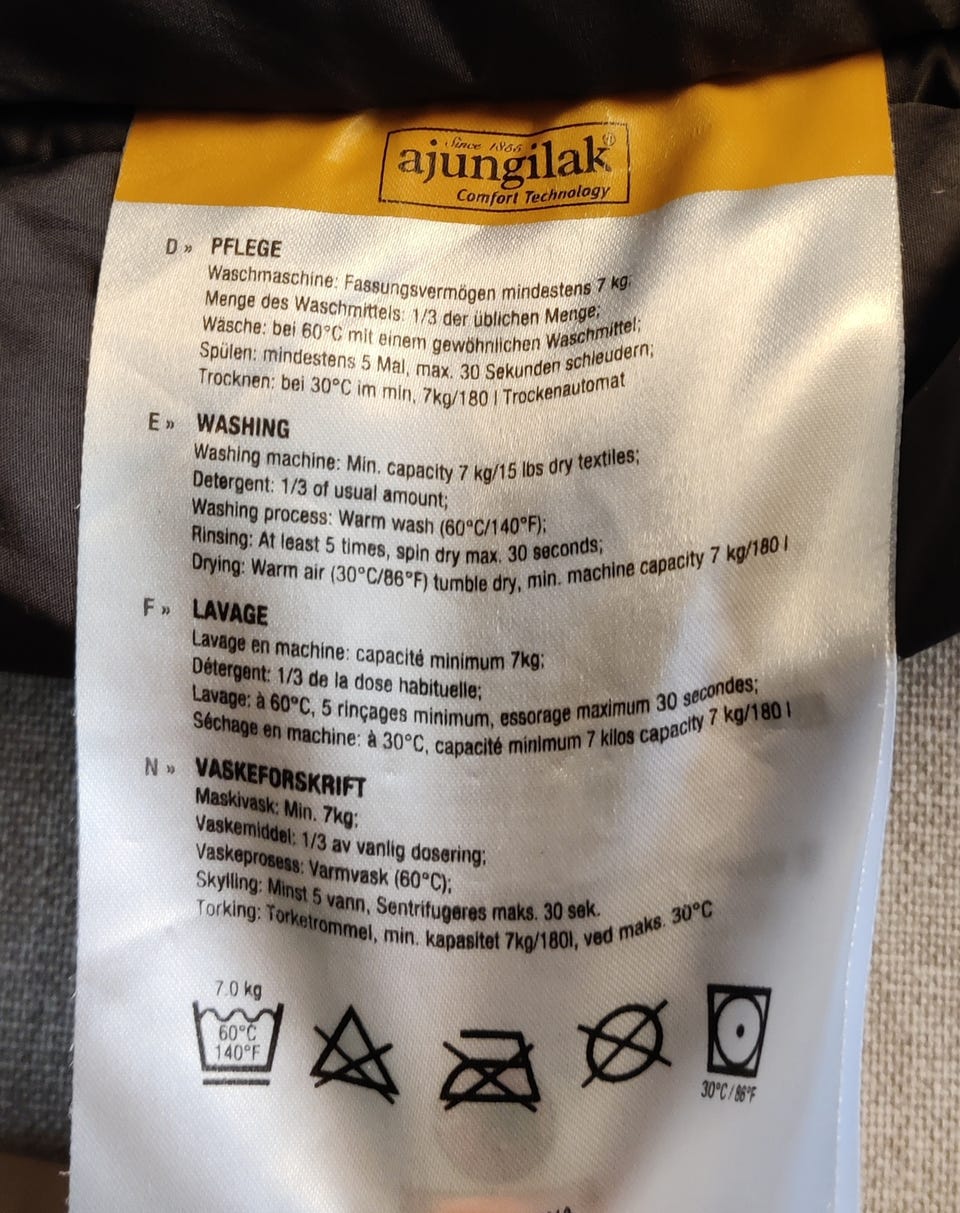 Since 1855
ajungilak®
Comfort Technology
D » PFLEGE
Waschmaschine: Fassungsvermögen mindestens 7 kg;
Menge des Waschmittels: 1/3 der üblichen Menge;
Wäsche: bei 60°C mit einem gewöhnlichen Waschmittel;
Spülen: mindestens 5 Mal, max. 30 Sekunden schleudern;
Trocknen: bei 30°C im min. 7kg/180 l Trockenautomat
E » WASHING
Washing machine: Min. capacity 7 kg/15 lbs dry textiles;
Detergent: 1/3 of usual amount;
Washing process: Warm wash (60°C/140°F);
Rinsing: At least 5 times, spin dry max. 30 seconds;
Drying: Warm air (30°C/86°F) tumble dry, min. machine capacity 7 kg/180 l
F » LAVAGE
Lavage en machine: capacité minimum 7kg;
Détergent: 1/3 de la dose habituelle;
Lavage: à 60°C, 5 rinçages minimum, essorage maximum 30 secondes;
Séchage en machine: à 30°C, capacité minimum 7 kilos capacity 7 kg/180 l
N » VASKEFORSKRIFT
Maskivask: Min. 7kg;
Vaskemiddel: 1/3 av vanlig dosering;
Vaskeprosess: Varmvask (60°C);
Skylling: Minst 5 vann, Sentrifugeres maks. 30 sek.
Torking: Torketrommel, min. kapasitet 7kg/180l, ved maks. 30°C
7.0 kg
60°C
140°F
30°C / 86°F